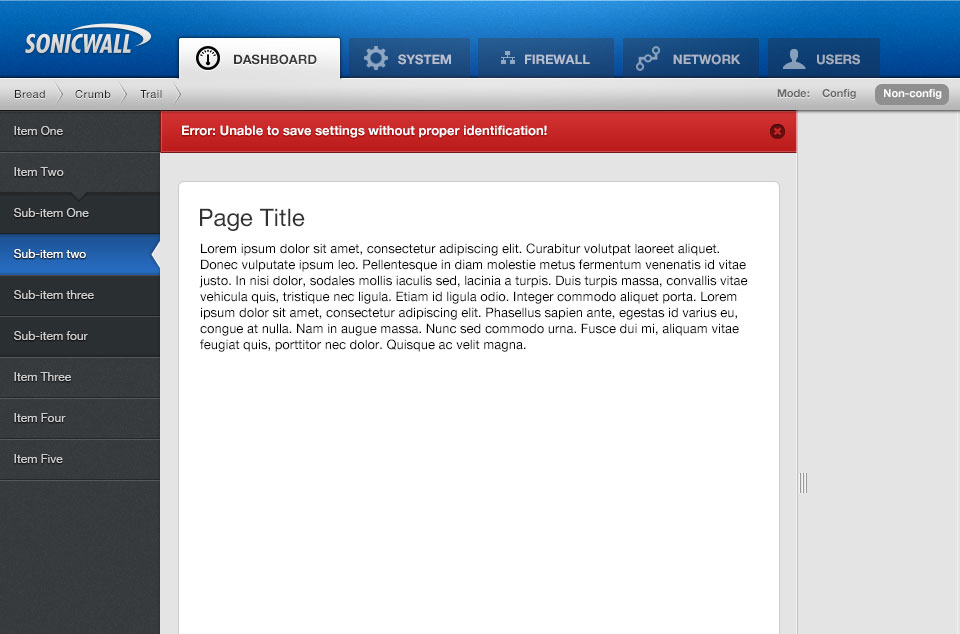 SONICWALL
DASHBOARD
SYSTEM
FIREWALL
NETWORK
USERS
Bread
Crumb
Trail
Mode:
Config
Non-config
Item One
Item Two
Sub-item One
Sub-item two
Sub-item three
Sub-item four
Item Three
Item Four
Item Five
Error: Unable to save settings without proper identification!
Page Title
Lorem ipsum dolor sit amet, consectetur adipiscing elit. Curabitur volutpat laoreet aliquet.
Donec vulputate ipsum leo. Pellentesque in diam molestie metus fermentum venenatis id vitae
justo. In nisi dolor, sodales mollis iaculis sed, lacinia a turpis. Duis turpis massa, convallis vitae
vehicula quis, tristique nec ligula. Etiam id ligula odio. Integer commodo aliquet porta. Lorem
ipsum dolor sit amet, consectetur adipiscing elit. Phasellus sapien ante, egestas id varius eu,
congue at nulla. Nam in augue massa. Nunc sed commodo urna. Fusce dui mi, aliquam vitae
feugiat quis, porttitor nec dolor. Quisque ac velit magna.